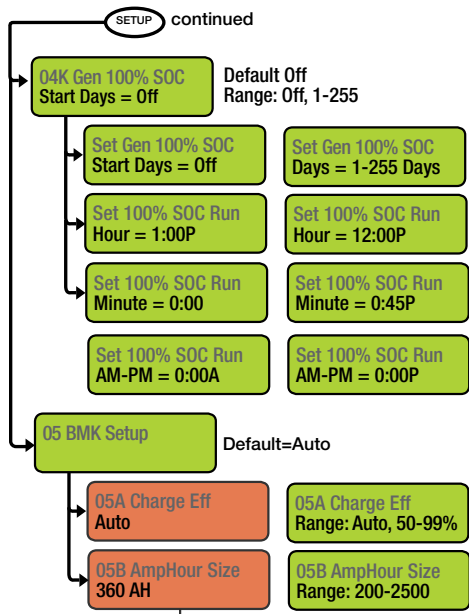 SETUP continued
04K Gen 100% SOC
Start Days = Off
Default Off
Range: Off, 1-255
Set Gen 100% SOC
Start Days = Off
Set Gen 100% SOC
Days = 1-255 Days
Set 100% SOC Run
Hour = 1:00P
Set 100% SOC Run
Hour = 12:00P
Set 100% SOC Run
Minute = 0:00
Set 100% SOC Run
Minute = 0:45P
Set 100% SOC Run
AM-PM = 0:00A
Set 100% SOC Run
AM-PM = 0:00P
05 BMK Setup
Default=Auto
05A Charge Eff
Auto
05A Charge Eff
Range: Auto, 50-99%
05B AmpHour Size
360 AH
05B AmpHour Size
Range: 200-2500